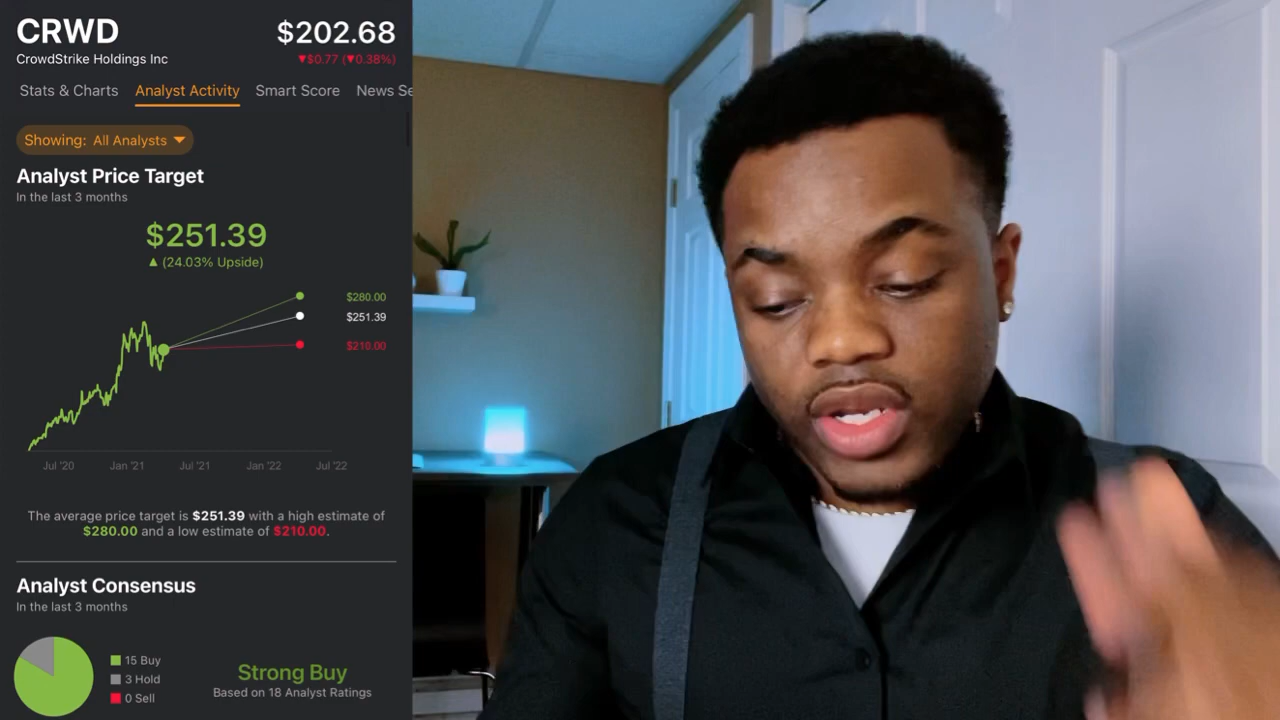 CRWD
$202.68
CrowdStrike Holdings Inc
▼$0.77 (▼0.38%)
Stats & Charts
Analyst Activity
Smart Score
News Se
Showing: All Analysts
Analyst Price Target
In the last 3 months
$251.39
▲ (24.03% Upside)
$280.00
$251.39
$210.00
Jul '20
Jan '21
Jul '21
Jan '22
Jul '22
The average price target is $251.39 with a high estimate of
$280.00 and a low estimate of $210.00.
Analyst Consensus
In the last 3 months
15 Buy
3 Hold
0 Sell
Strong Buy
Based on 18 Analyst Ratings